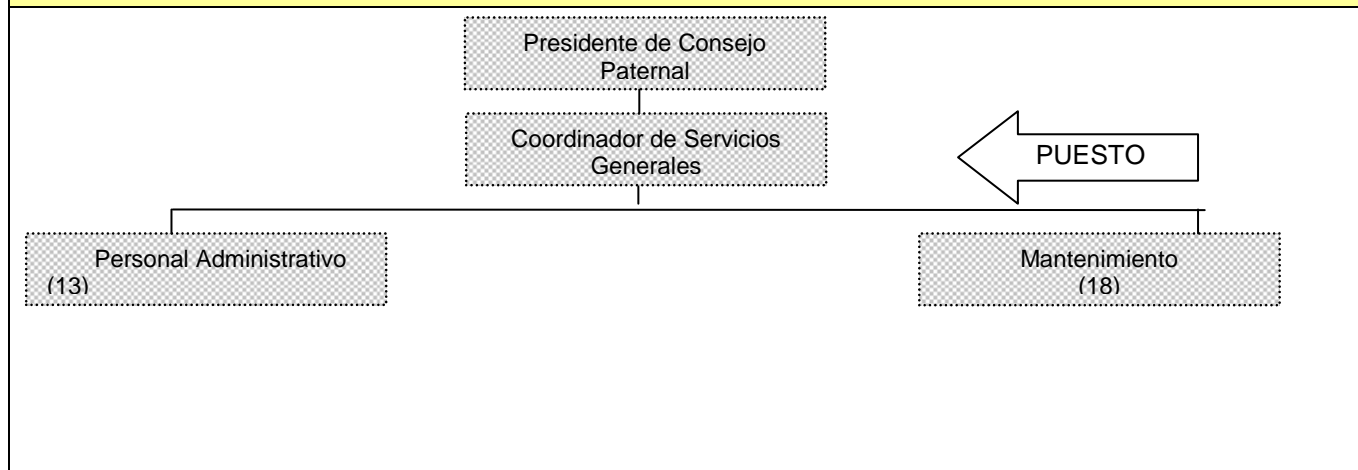 Presidente de Consejo
Paternal
Coordinador de Servicios
Generales
PUESTO
Personal Administrativo
(13)
Mantenimiento
(18)